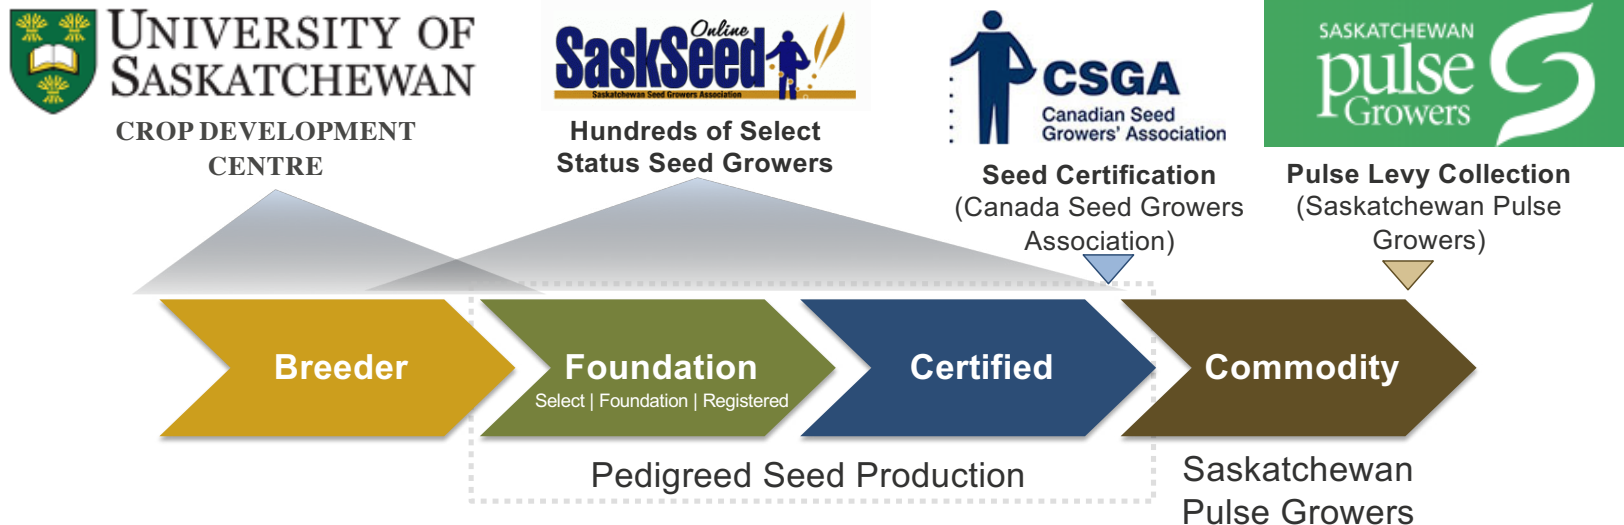 UNIVERSITY OF
SASKATCHEWAN
CROP DEVELOPMENT
CENTRE
Online
SaskSeed
Saskatchewan Seed Growers Association
Hundreds of Select
Status Seed Growers
CSGA
Canadian Seed
Growers' Association
Seed Certification
(Canada Seed Growers
Association)
SASKATCHEWAN
pulse
Growers
Pulse Levy Collection
(Saskatchewan Pulse
Growers)
Breeder
Foundation
Select | Foundation | Registered
Certified
Commodity
Pedigreed Seed Production
Saskatchewan
Pulse Growers